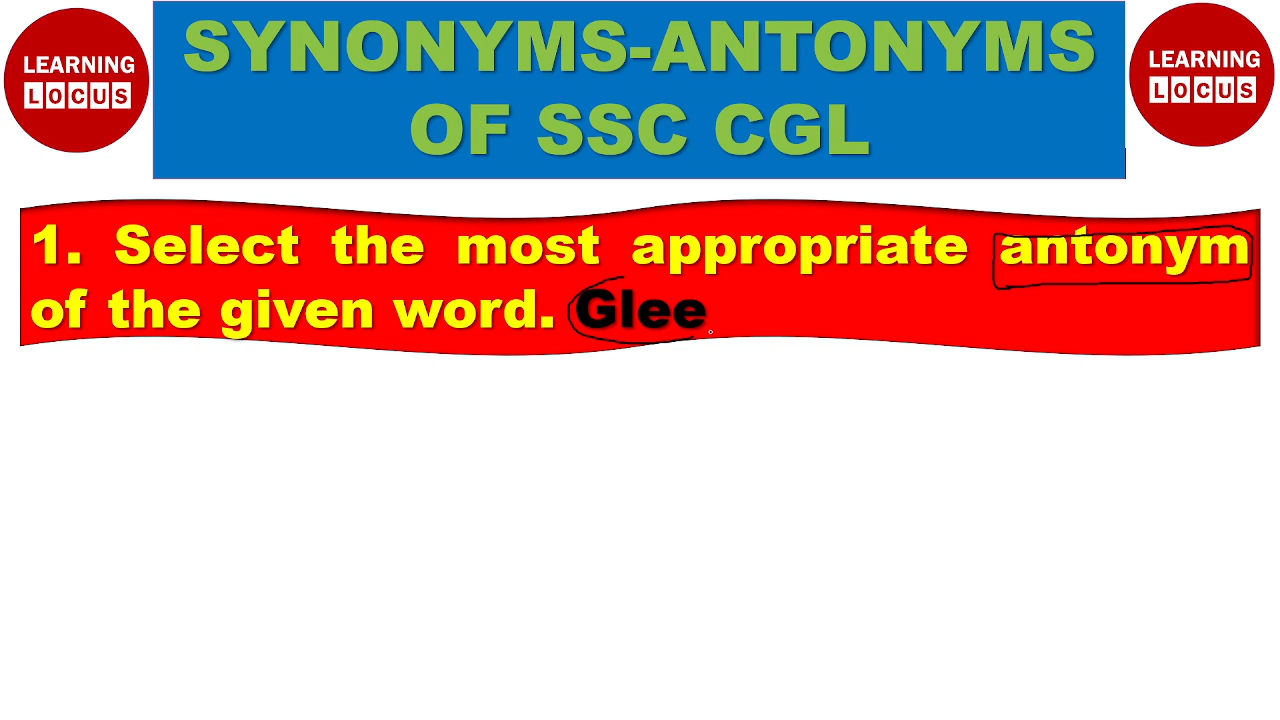 LEARNING
LOCUS
SYNONYMS-ANTONYMS
OF SSC CGL
LEARNING
LOCUS
1. Select the most appropriate antonym
of the given word. Glee